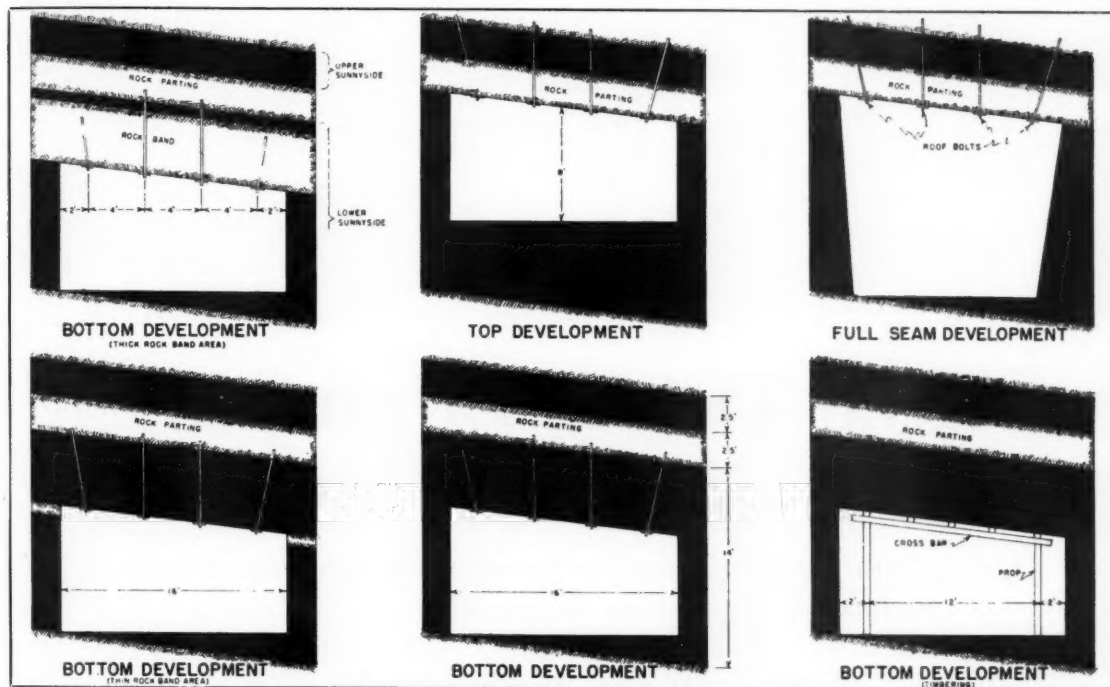 ROCK PARTING
UPPER
SUNNYSIDE
ROCK BAND
2' 4' 4' 4' 2'
LOWER
SUNNYSIDE
BOTTOM DEVELOPMENT
(THICK ROCK BAND AREA)
ROCK PARTING
8'
TOP DEVELOPMENT
ROCK PARTING
ROOF BOLTS
FULL SEAM DEVELOPMENT
ROCK PARTING
16'
BOTTOM DEVELOPMENT
(THIN ROCK BAND AREA)
ROCK PARTING
2.5'
2.5'
14'
16'
BOTTOM DEVELOPMENT
ROCK PARTING
CROSS BAR
PROP
2' 12' 2'
BOTTOM DEVELOPMENT
(TIMBERING)